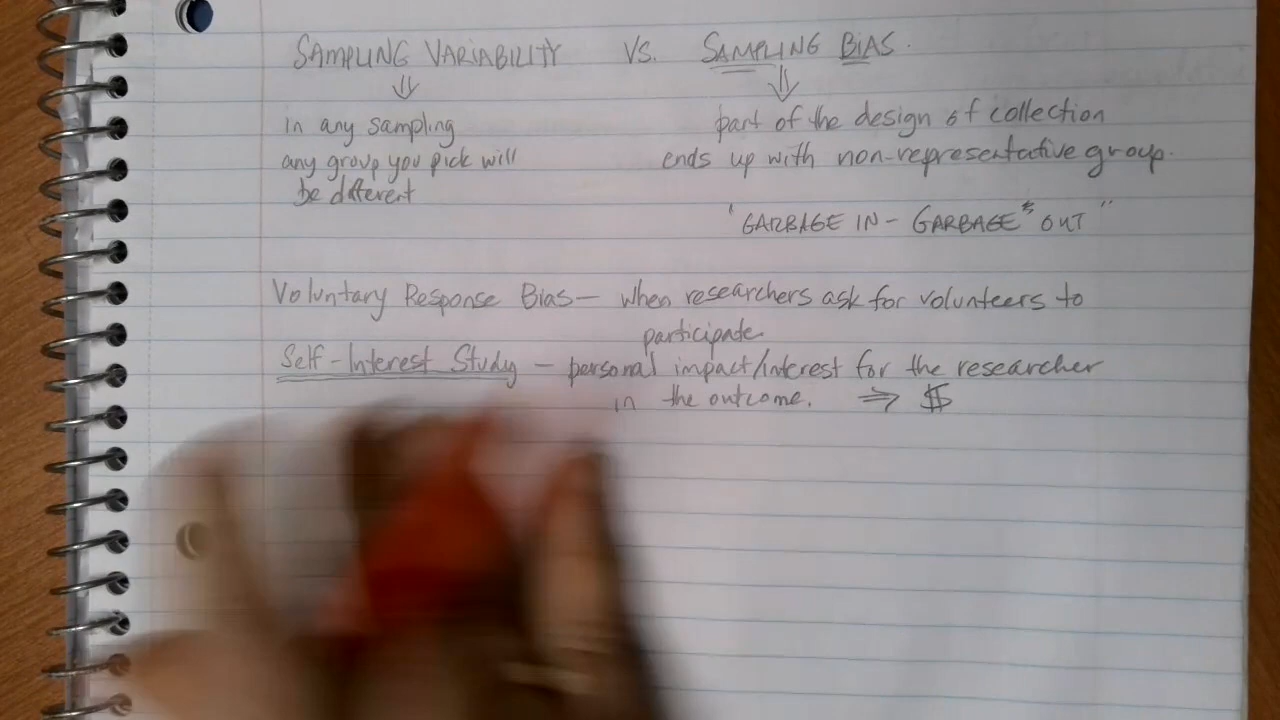 SAMPLING VARIABILITY VS. SAMPLING BIAS.
⇓ ⇓
in any sampling
any group you pick will
be different
part of the design of collection
ends up with non-representative group.
"GARBAGE IN - GARBAGE OUT"
Voluntary Response Bias — when researchers ask for volunteers to
participate
Self-Interest Study — personal impact/interest for the researcher
in the outcome. ⇒ $